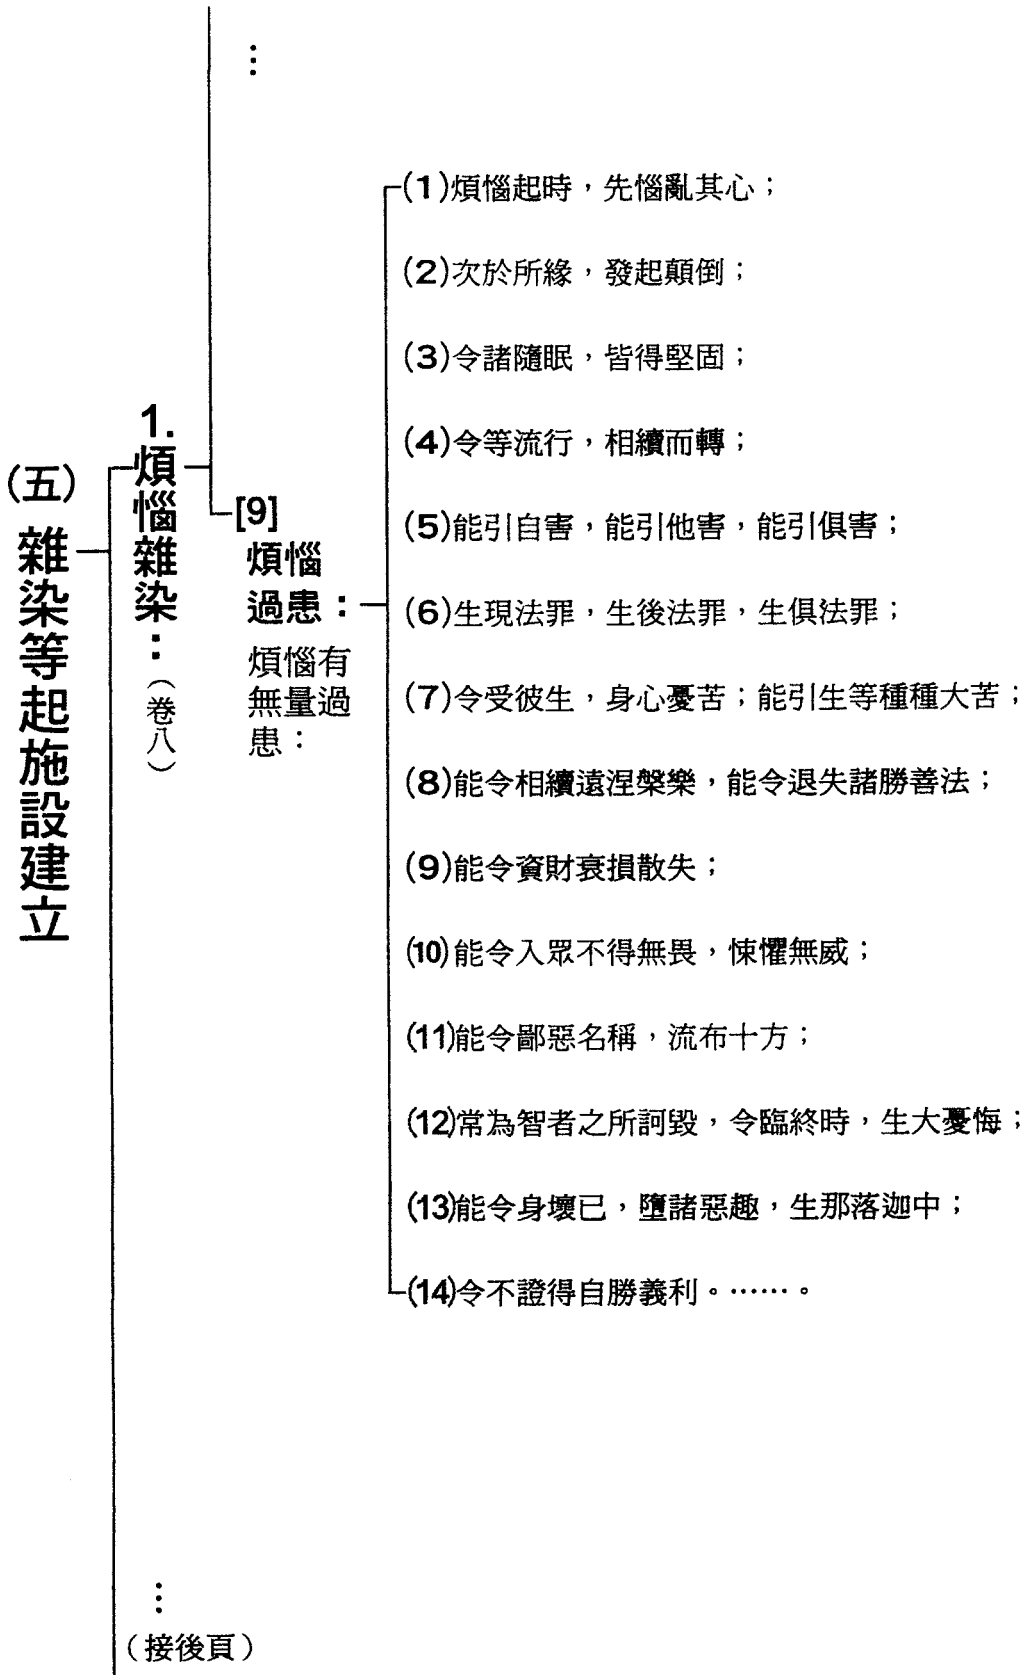 (五)雜染等起施設建立
1.煩惱雜染：（卷八）
⋮
[9]
煩惱
過患：
煩惱有
無量過
患：
(1)煩惱起時，先惱亂其心；
(2)次於所緣，發起顛倒；
(3)令諸隨眠，皆得堅固；
(4)令等流行，相續而轉；
(5)能引自害，能引他害，能引俱害；
(6)生現法罪，生後法罪，生俱法罪；
(7)令受彼生，身心憂苦；能引生等種種大苦；
(8)能令相續遠涅槃樂，能令退失諸勝善法；
(9)能令資財衰損散失；
(10)能令入眾不得無畏，悚懼無威；
(11)能令鄙惡名稱，流布十方；
(12)常為智者之所訶毀，令臨終時，生大憂悔；
(13)能令身壞已，墮諸惡趣，生那落迦中；
(14)令不證得自勝義利。……。
⋮
（接後頁）